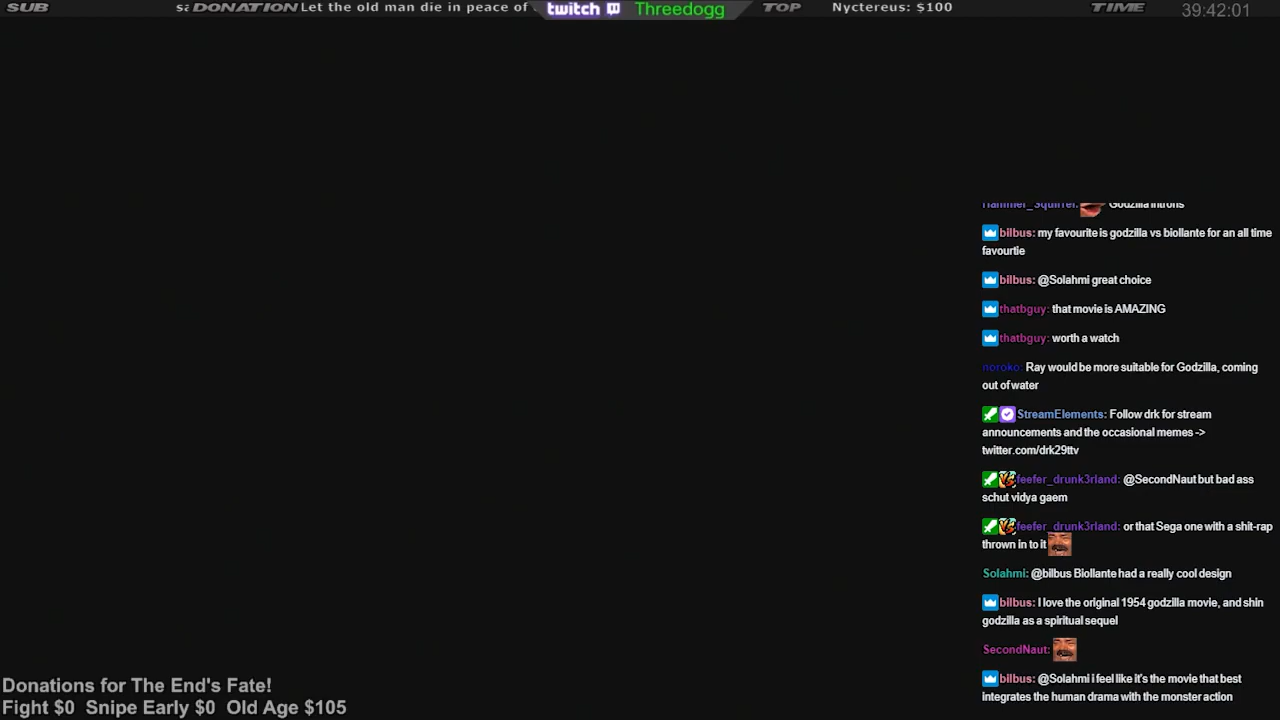 SUB
DONATION Let the old man die in peace of
twitch Threedogg
TOP
Nyctereus: $100
TIME
39:42:01
Hammer_Squirrel: Godzilla introns
bilbus: my favourite is godzilla vs biollante for an all time
favourtie
bilbus: @Solahmi great choice
thatbguy: that movie is AMAZING
thatbguy: worth a watch
noroko: Ray would be more suitable for Godzilla, coming
out of water
StreamElements: Follow drk for stream
announcements and the occasional memes ->
twitter.com/drk29ttv
feefer_drunk3rland: @SecondNaut but bad ass
schut vidya gaem
feefer_drunk3rland: or that Sega one with a shit-rap
thrown in to it
Solahmi: @bilbus Biollante had a really cool design
bilbus: I love the original 1954 godzilla movie, and shin
godzilla as a spiritual sequel
SecondNaut:
bilbus: @Solahmi i feel like it's the movie that best
integrates the human drama with the monster action
Donations for The End's Fate!
Fight $0 Snipe Early $0 Old Age $105